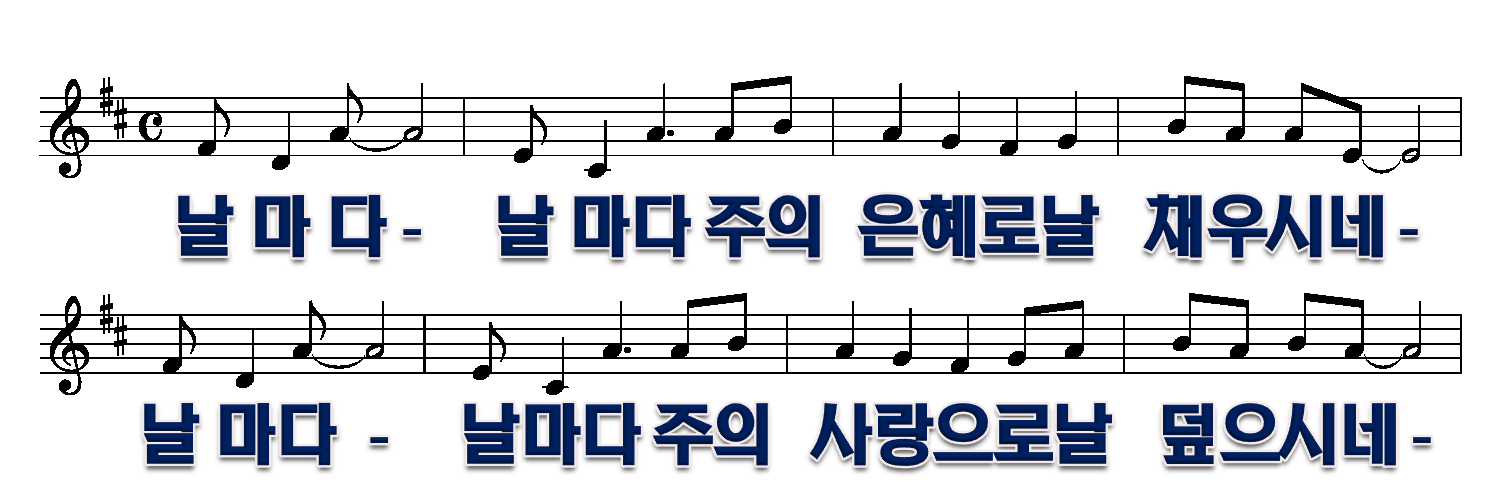 날 마 다 - 날 마다 주의 은혜로날 채우시네 -
날 마다 - 날마다 주의 사랑으로날 덮으시네 -